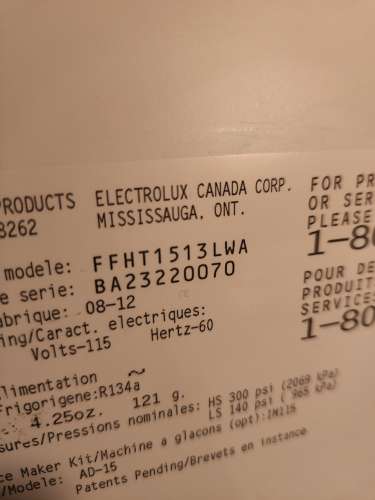 PRODUCTS ELECTROLUX CANADA CORP. FOR PR
8262 MISSISSAUGA, ONT. OR SER
PLEASE
1-80
modele: FFHT1513LWA
e serie: BA23220070
abrique: 08-12
ing/Caract. electriques:
Volts-115 Hertz-60
POUR DE
PRODUIT
SERVICES
1-80
limentation ~
Frigorigene:R134a
4.25oz. 121 g.
sures/Pressions nominales: HS 300 psi (2069 kPa)
LS 140 psi ( 965 kPa)
ce Maker Kit/Machine a glacons (opt):IM115
/Modele: AD-15
Patents Pending/Brevets en instance